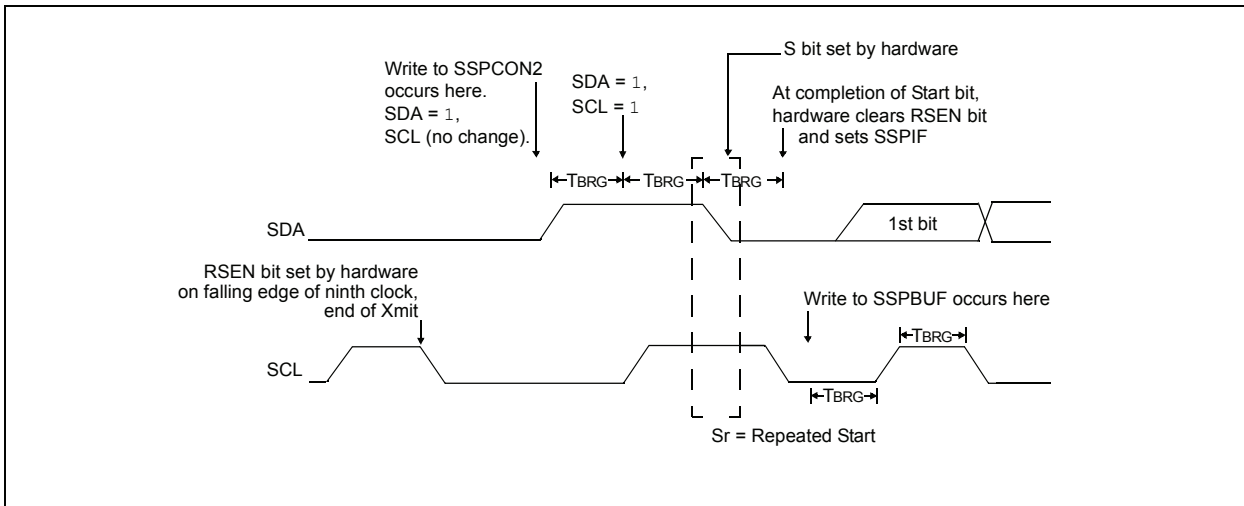 S bit set by hardware
Write to SSPCON2
occurs here.
SDA = 1,
SCL (no change).
SDA = 1,
SCL = 1
At completion of Start bit,
hardware clears RSEN bit
and sets SSPIF
TBRG
TBRG
TBRG
SDA
1st bit
RSEN bit set by hardware
on falling edge of ninth clock,
end of Xmit
Write to SSPBUF occurs here
TBRG
SCL
TBRG
Sr = Repeated Start